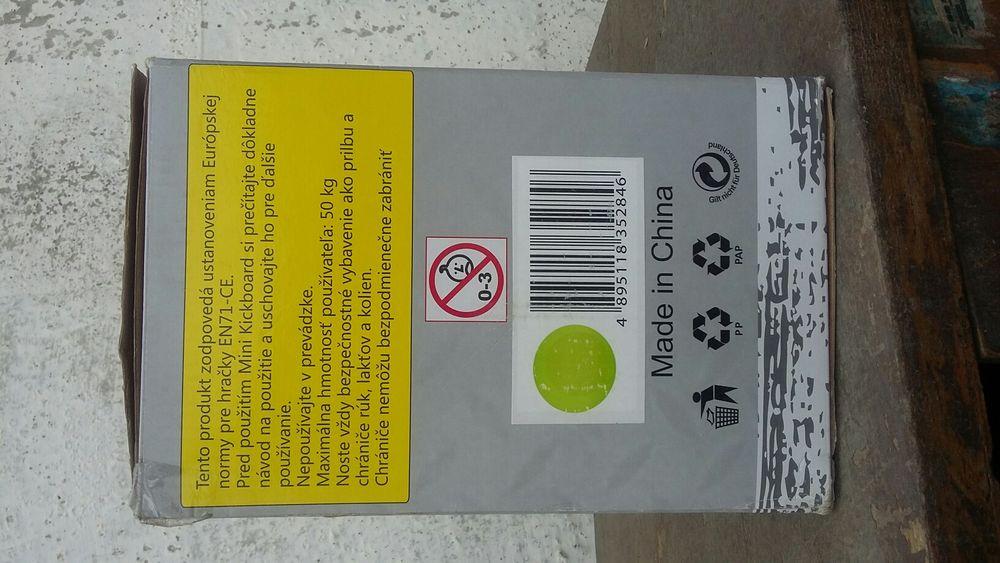 Tento produkt zodpovedá ustanoveniam Európskej
normy pre hračky EN71-CE.
Pred použitím Mini Kickboard si prečítajte dôkladne
návod na použitie a uschovajte ho pre ďalšie
používanie.
Nepoužívajte v prevádzke.
Maximálna hmotnosť používateľa: 50 kg
Noste vždy bezpečnostné vybavenie ako prilbu a
chrániče rúk, lakťov a kolien.
Chrániče nemôžu bezpodmienečne zabrániť
0-3
4 895118 352846
Made in China
PP
PAP
Gilt nicht für Deutschland